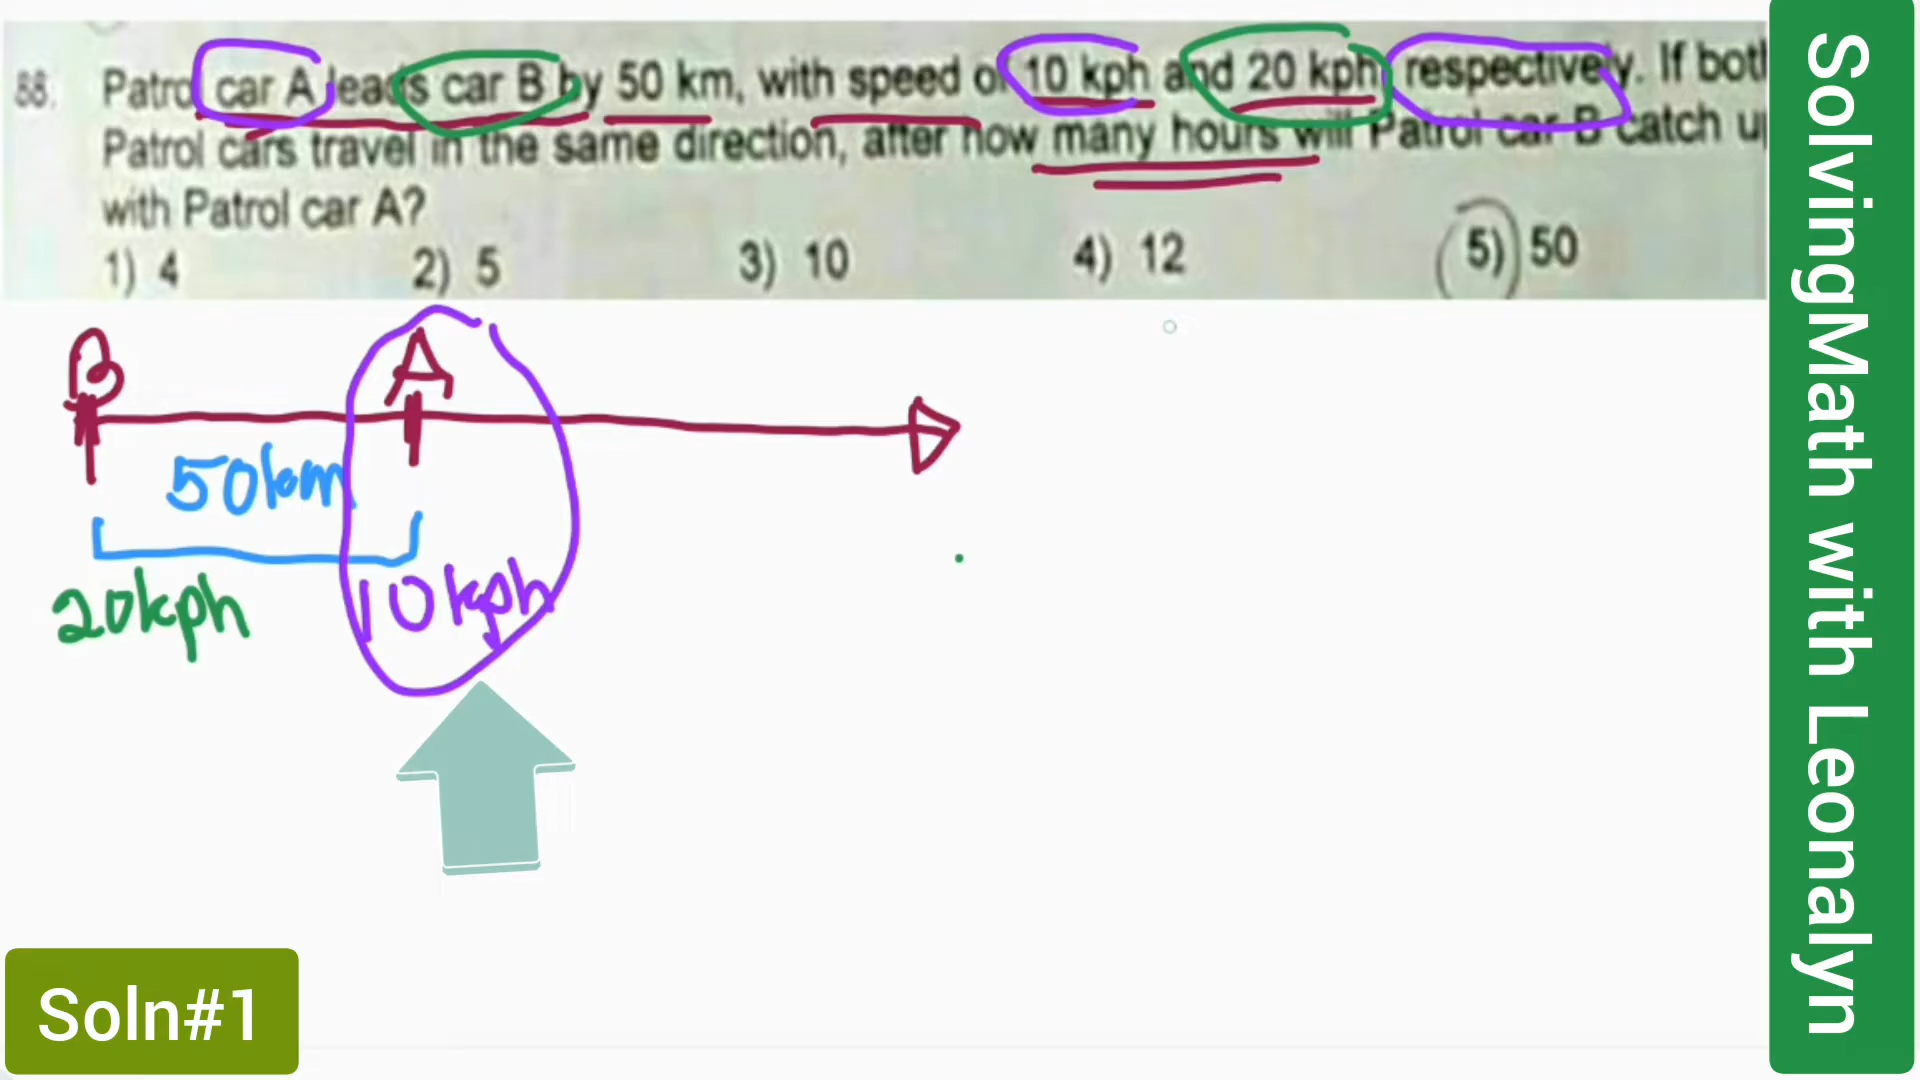 88. Patrol car A leads car B by 50 km, with speed of 10 kph and 20 kph respectively. If both
Patrol cars travel in the same direction, after how many hours will Patrol car B catch up
with Patrol car A?
1) 4 2) 5 3) 10 4) 12 5) 50
B A
50km
20kph 10kph
Soln#1
SolvingMath with Leonalyn